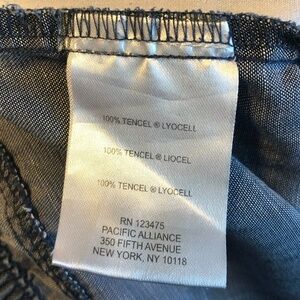 100% TENCEL ® LYOCELL
100% TENCEL ® LIOCEL
100% TENCEL ® LYOCELL
RN 123475
PACIFIC ALLIANCE
350 FIFTH AVENUE
NEW YORK, NY 10118